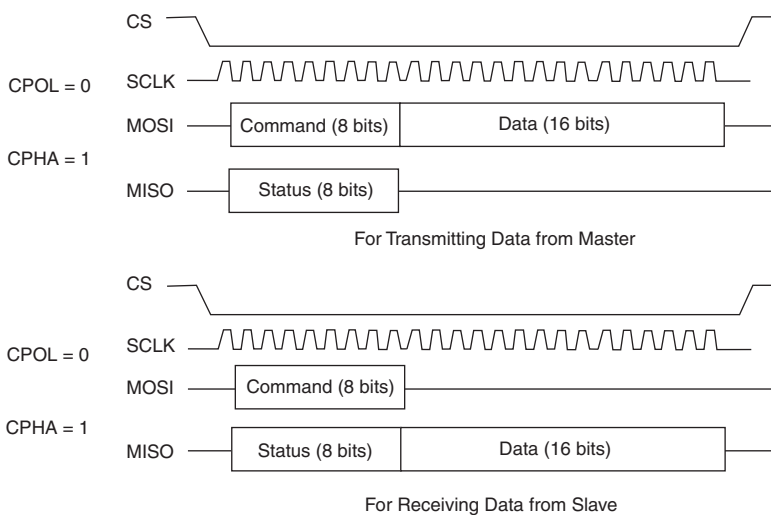 CS
CPOL = 0
SCLK
MOSI
Command (8 bits)
Data (16 bits)
CPHA = 1
MISO
Status (8 bits)
For Transmitting Data from Master
CS
CPOL = 0
SCLK
MOSI
Command (8 bits)
CPHA = 1
MISO
Status (8 bits)
Data (16 bits)
For Receiving Data from Slave